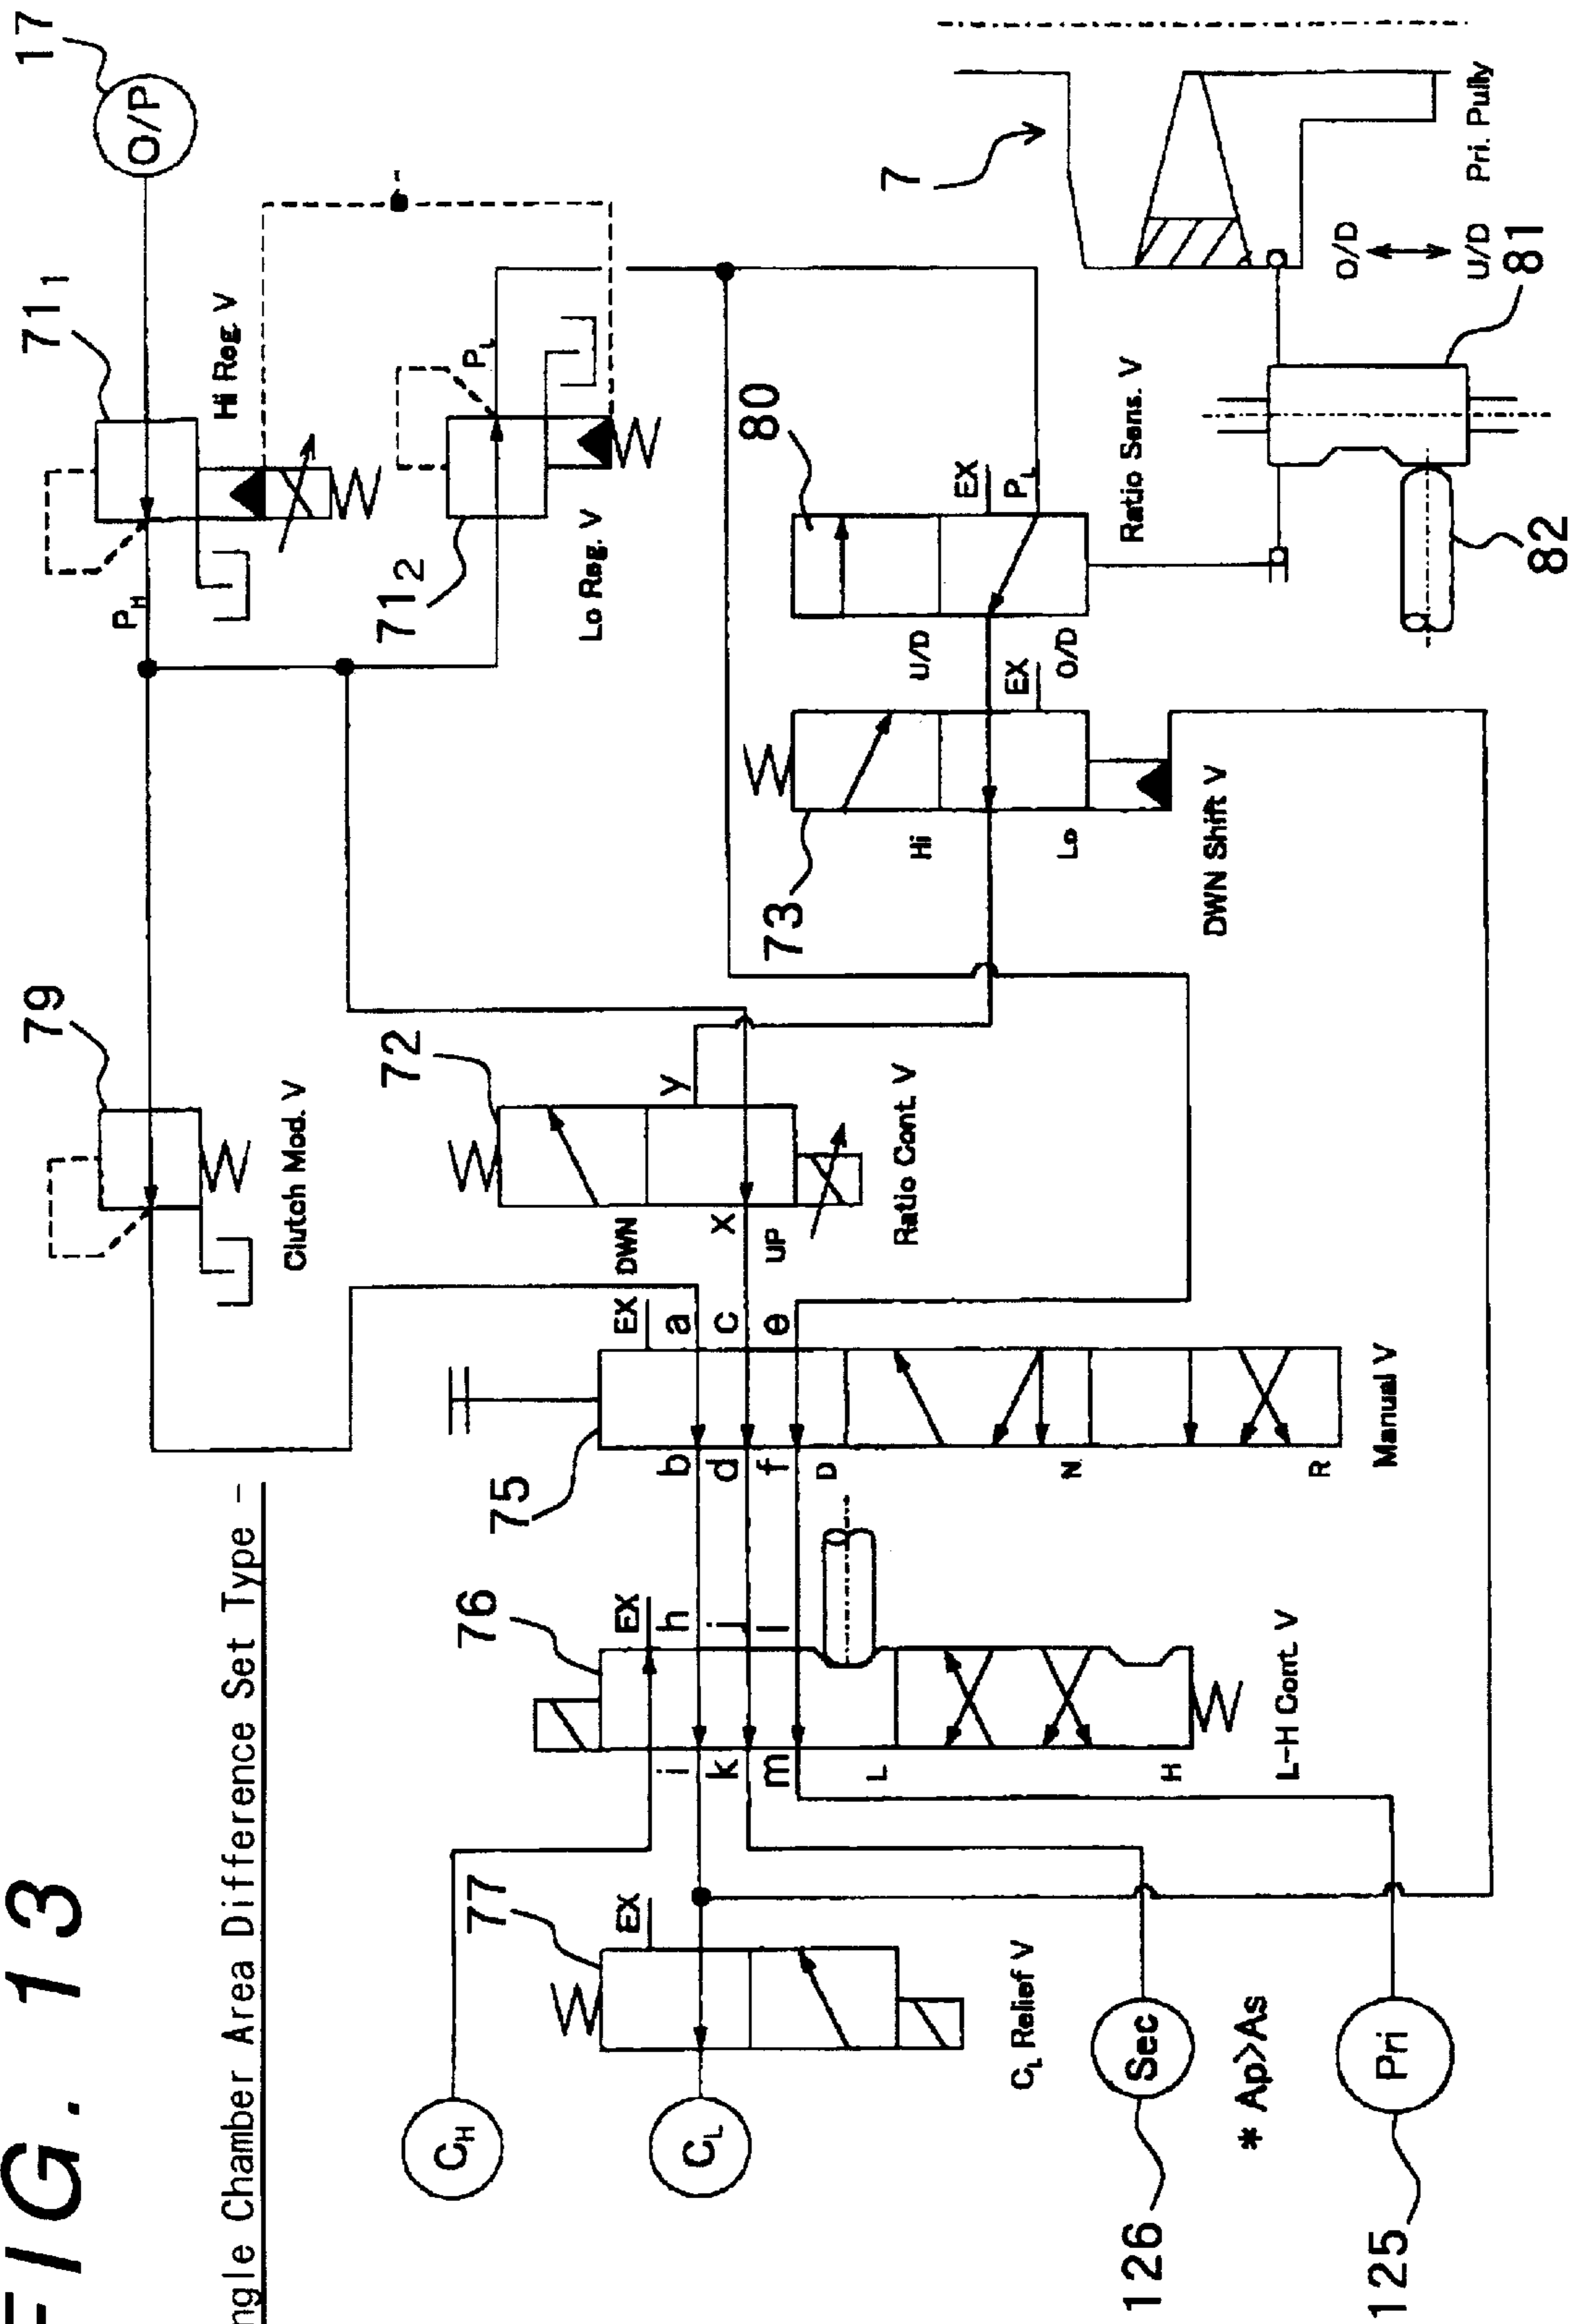 FIG. 13
ngle Chamber Area Difference Set Type -
17
O/P
71₁
Hi Reg. V
P_H
71₂
P_L
Lo Reg. V
79
Clutch Mod. V
72
y
DWN
x
UP
Ratio Cont. V
80
EX
P_L
U/D
O/D
Ratio Sens. V
73
EX
Hi
Lo
DWN Shift V
7
O/D
U/D
Pri. Pully
81
82
75
EX
a
c
e
b
d
f
D
N
R
Manual V
76
EX
h
j
l
i
k
m
L
H
L-H Cont. V
77
EX
C_L Relief V
C_H
C_L
Sec
126
* Ap>As
Pri
125